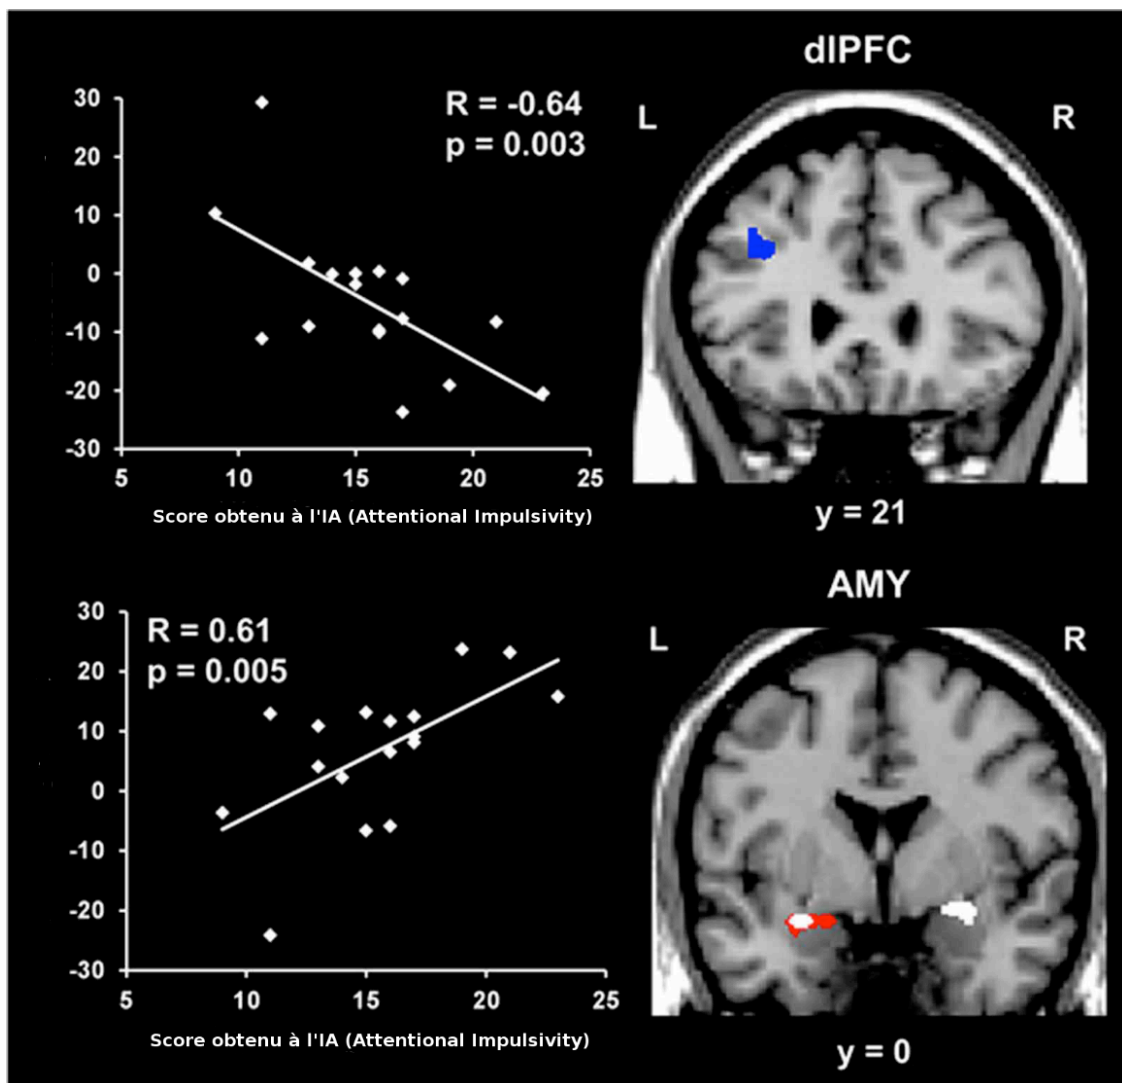 dlPFC
L
R
R = -0.64
p = 0.003
30
20
10
0
-10
-20
-30
5
10
15
20
25
Score obtenu à l'IA (Attentional Impulsivity)
y = 21
AMY
L
R
R = 0.61
p = 0.005
30
20
10
0
-10
-20
-30
5
10
15
20
25
Score obtenu à l'IA (Attentional Impulsivity)
y = 0